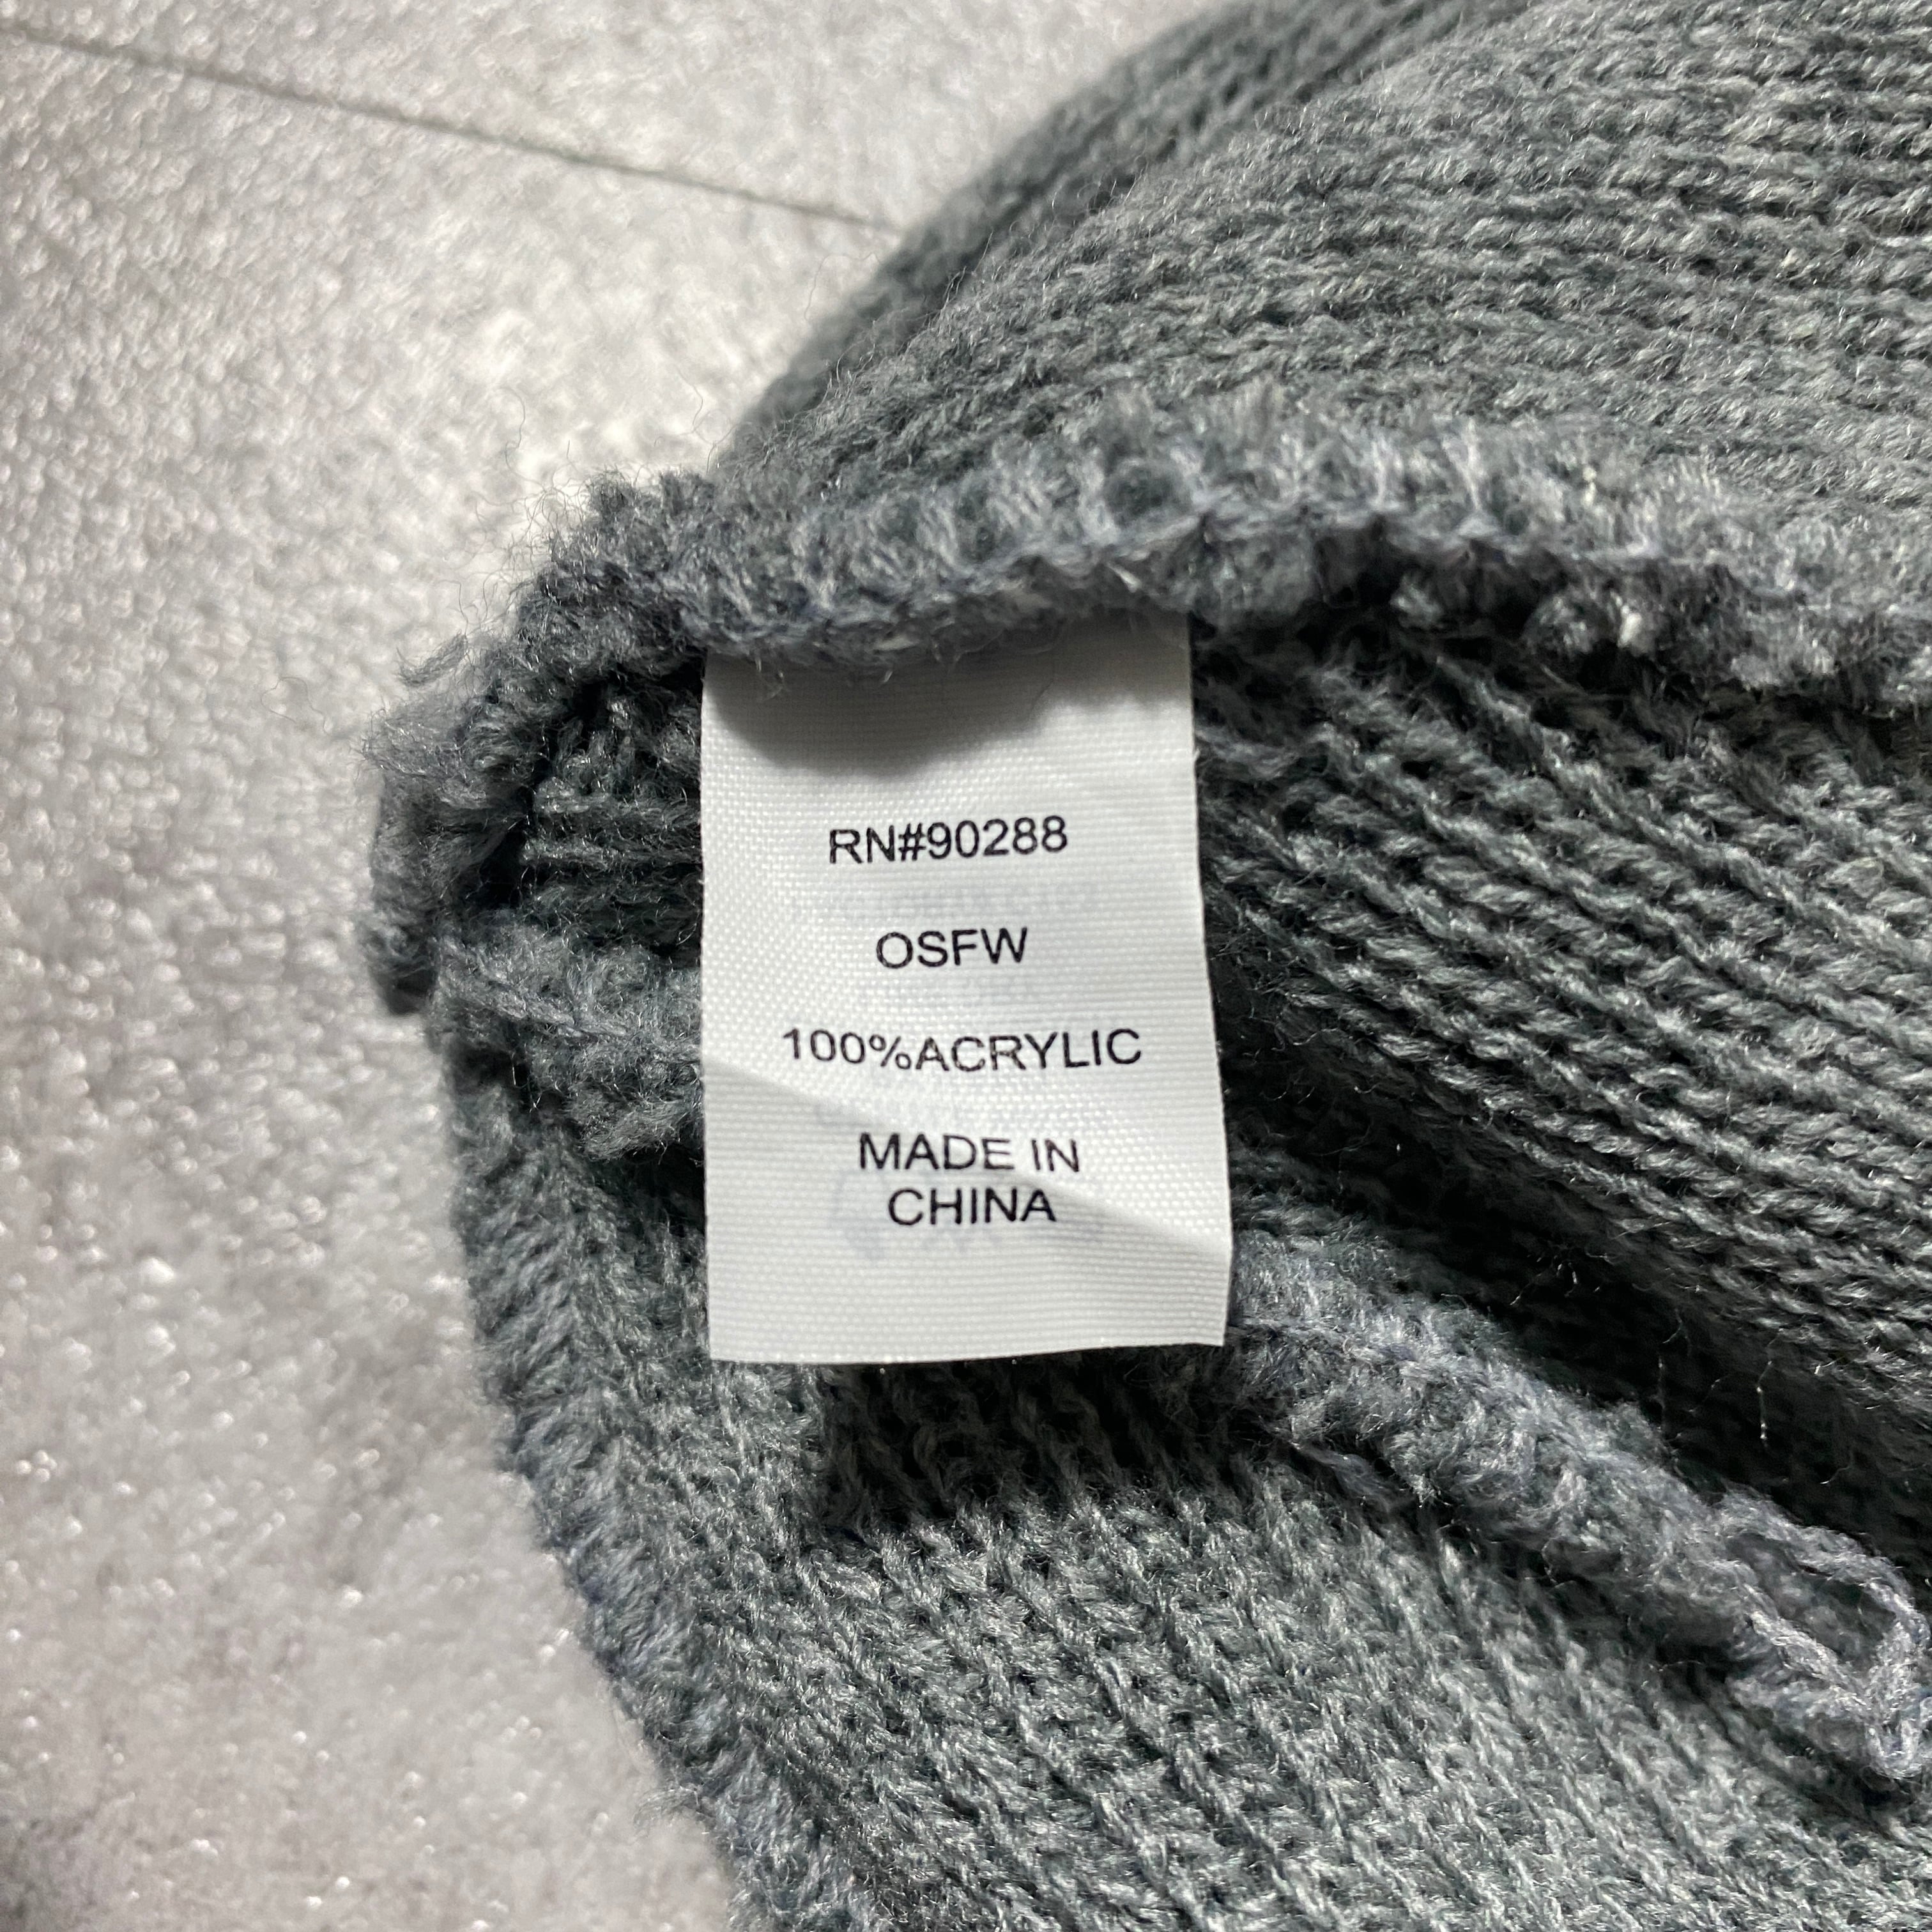 RN#90288
OSFW
100%ACRYLIC
MADE IN
CHINA